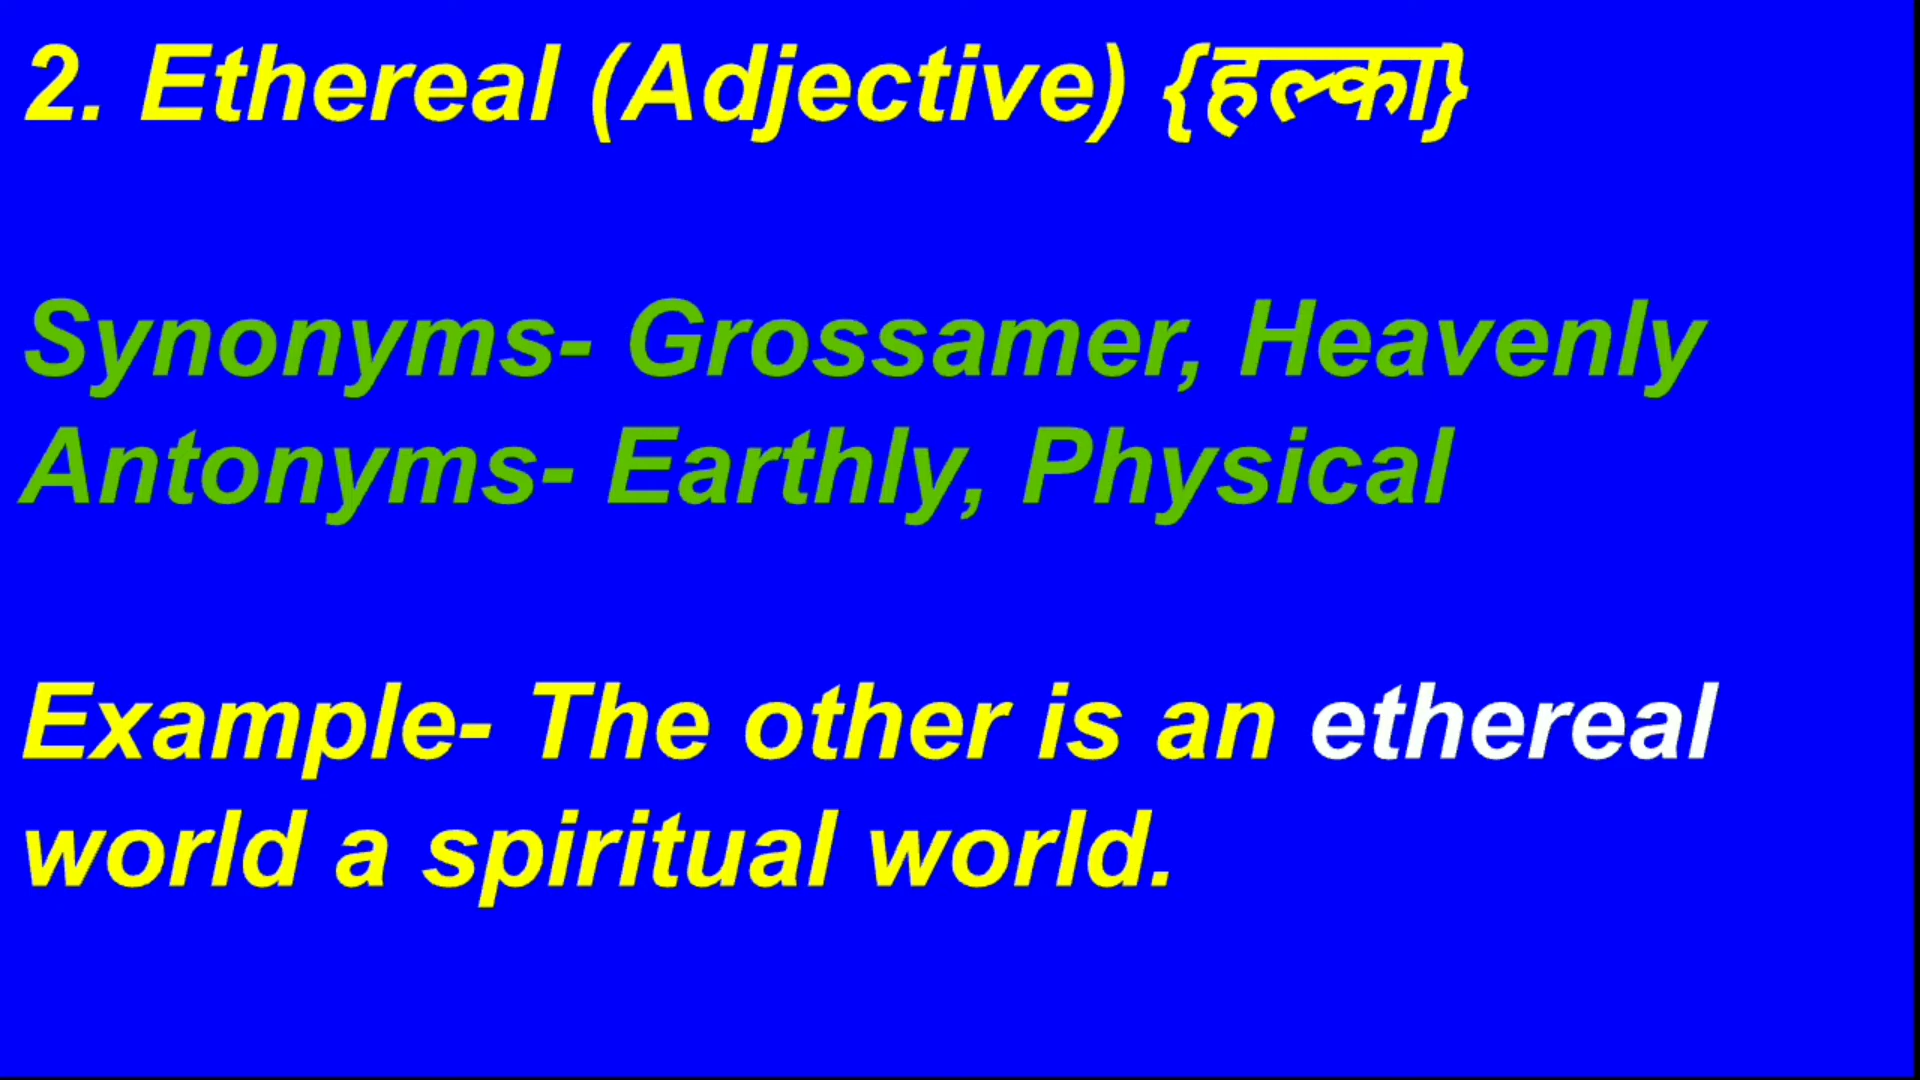 2. Ethereal (Adjective) {हल्का}
Synonyms- Grossamer, Heavenly
Antonyms- Earthly, Physical
Example- The other is an ethereal
world a spiritual world.